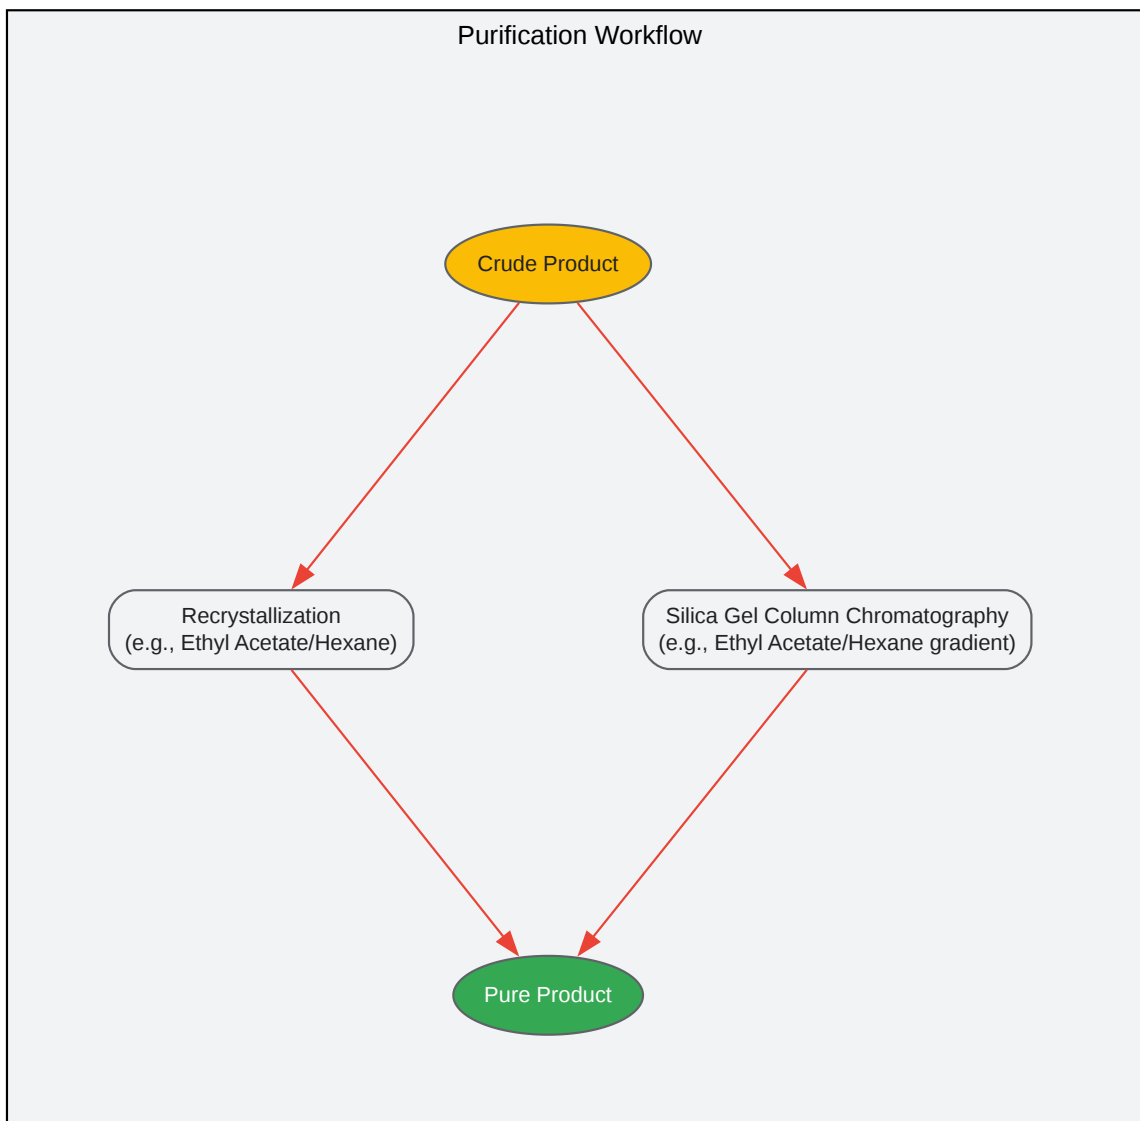 Purification Workflow
Crude Product
Recrystallization
(e.g., Ethyl Acetate/Hexane)
Silica Gel Column Chromatography
(e.g., Ethyl Acetate/Hexane gradient)
Pure Product